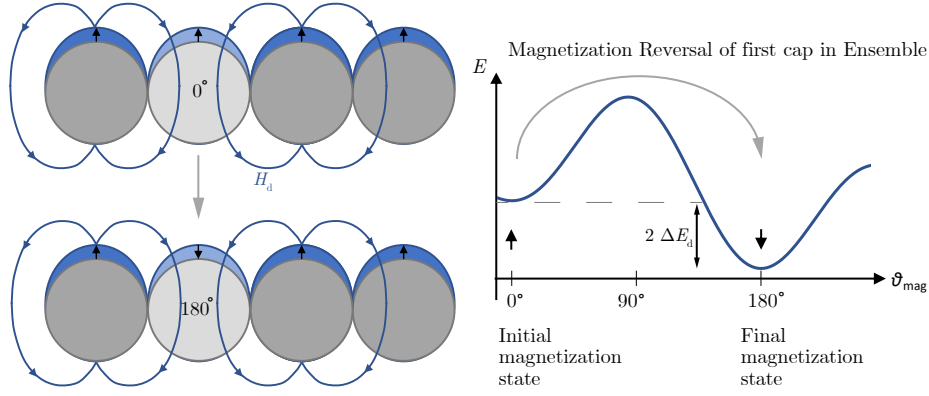 0°
H_d
180°
Magnetization Reversal of first cap in Ensemble
E
2 ΔE_d
ϑ_mag
0° 90° 180°
Initial
magnetization
state
Final
magnetization
state